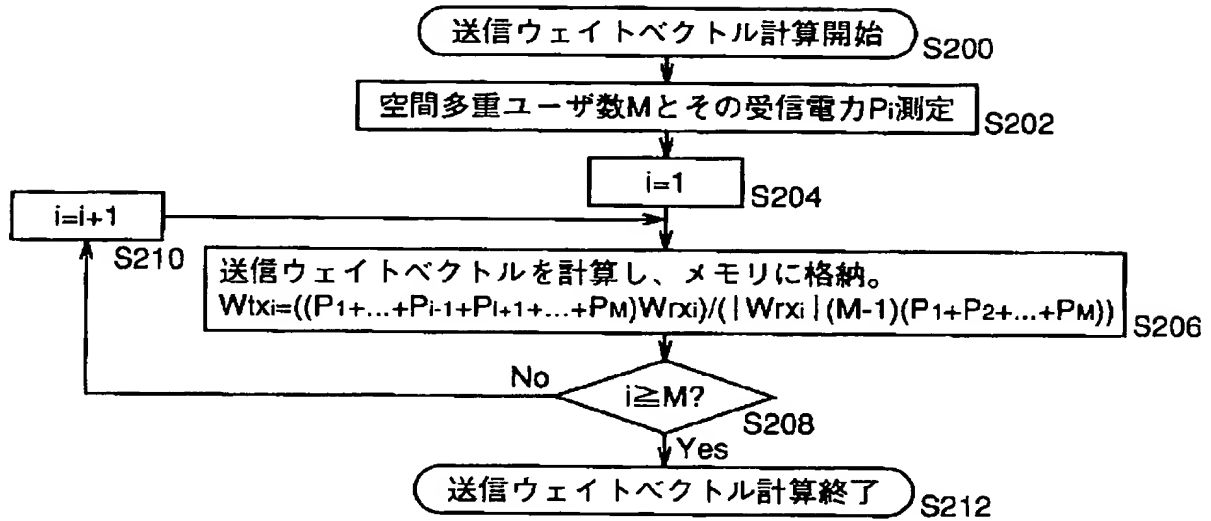 送信ウェイトベクトル計算開始
S200
空間多重ユーザ数Mとその受信電力Pi測定
S202
i=1
S204
i=i+1
S210
送信ウェイトベクトルを計算し、メモリに格納。
Wtxi=((P1+...+Pi-1+Pi+1+...+PM)Wrxi)/(|Wrxi|(M-1)(P1+P2+...+PM))
S206
No
i≧M?
S208
Yes
送信ウェイトベクトル計算終了
S212